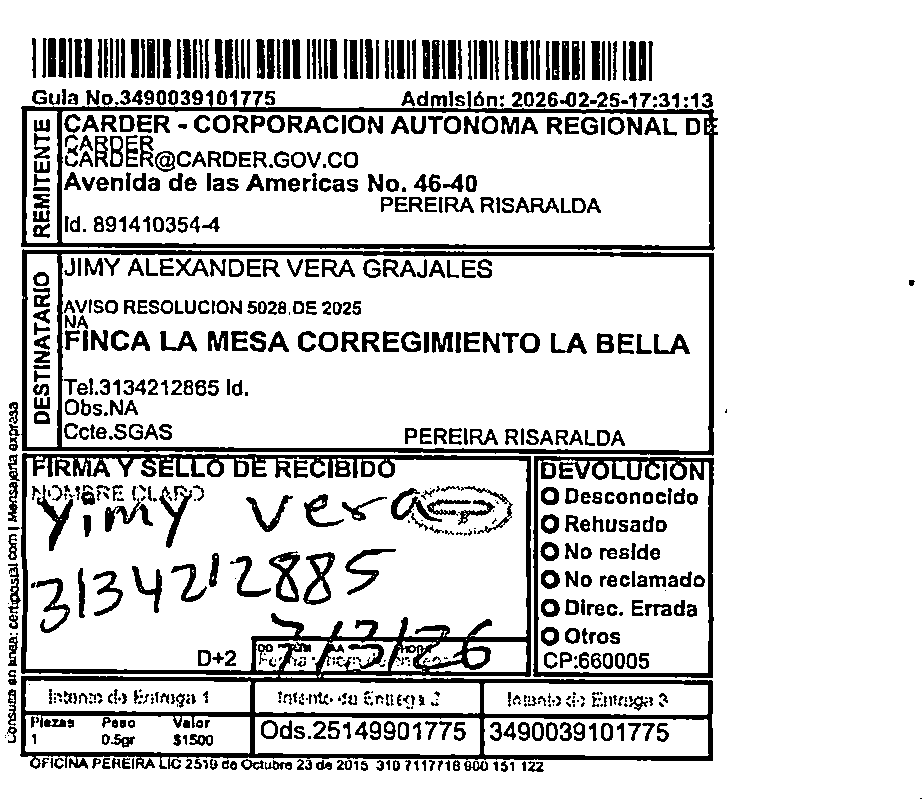 Guia No.3490039101775 Admisión: 2026-02-25-17:31:13
REMITENTE
CARDER - CORPORACION AUTONOMA REGIONAL DE
CARDER
CARDER@CARDER.GOV.CO
Avenida de las Americas No. 46-40
PEREIRA RISARALDA
Id. 891410354-4
DESTINATARIO
JIMY ALEXANDER VERA GRAJALES
AVISO RESOLUCION 5028 DE 2025
NA
FINCA LA MESA CORREGIMIENTO LA BELLA
Tel.3134212865 Id.
Obs.NA
Ccte.SGAS PEREIRA RISARALDA
Consulta en linea: certipostal.com | Mensajeria expresa
FIRMA Y SELLO DE RECIBIDO
NOMBRE CLARO
Yimy Vera
3134212885
D+2
7/3/26
DEVOLUCIÓN
Desconocido
Rehusado
No reside
No reclamado
Direc. Errada
Otros
CP:660005
Intento de Entrega 1 Intento de Entrega 2 Intento de Entrega 3
Piezas Peso Valor
1 0.5gr $1500
Ods.25149901775 3490039101775
OFICINA PEREIRA LIC 2519 de Octubre 23 de 2015 310 7117718 600 151 122